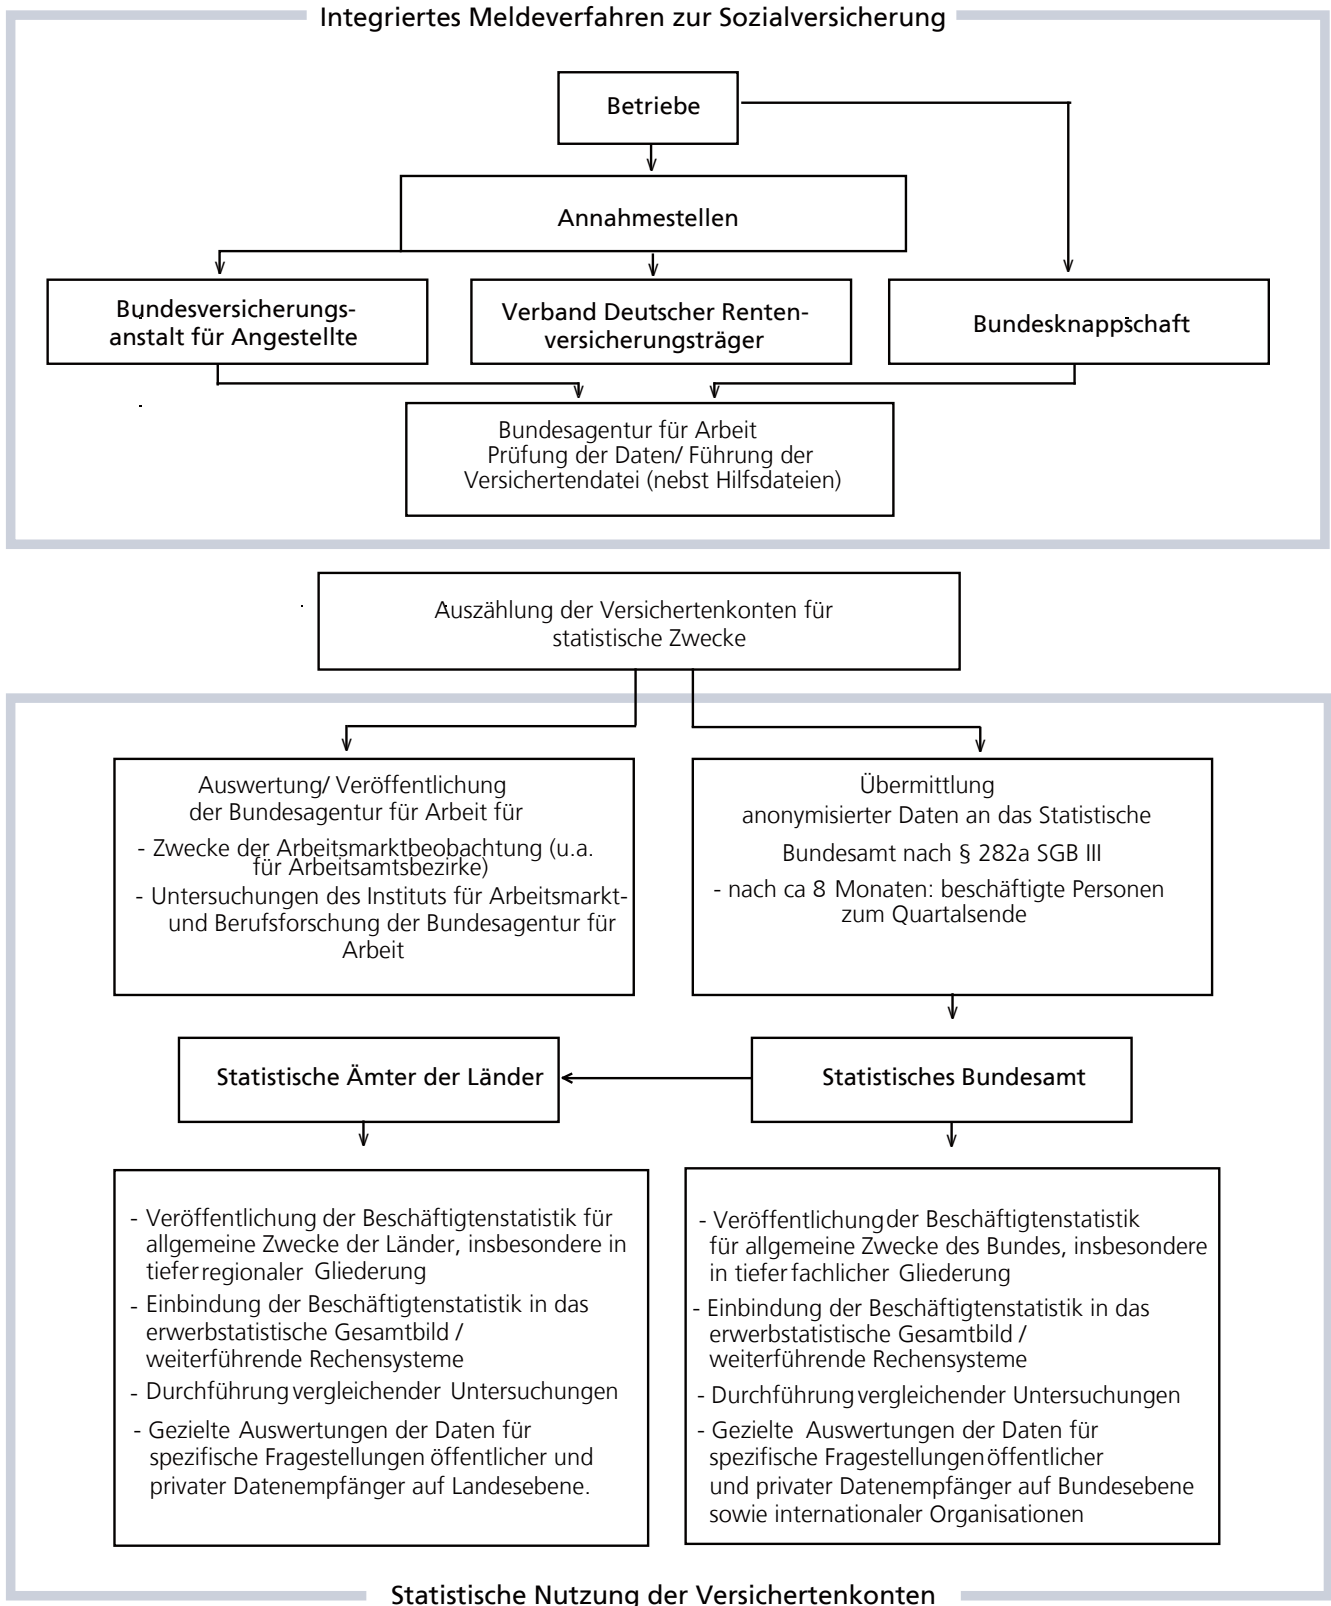 Integriertes Meldeverfahren zur Sozialversicherung
Betriebe
Annahmestellen
Bundesversicherungs-
anstalt für Angestellte
Verband Deutscher Renten-
versicherungsträger
Bundesknappschaft
Bundesagentur für Arbeit
Prüfung der Daten/ Führung der
Versichertendatei (nebst Hilfsdateien)
Auszählung der Versichertenkonten für
statistische Zwecke
Auswertung/ Veröffentlichung
der Bundesagentur für Arbeit für
- Zwecke der Arbeitsmarktbeobachtung (u.a.
für Arbeitsamtsbezirke)
- Untersuchungen des Instituts für Arbeitsmarkt-
und Berufsforschung der Bundesagentur für
Arbeit
Übermittlung
anonymisierter Daten an das Statistische
Bundesamt nach § 282a SGB III
- nach ca 8 Monaten: beschäftigte Personen
zum Quartalsende
Statistische Ämter der Länder
Statistisches Bundesamt
- Veröffentlichung der Beschäftigtenstatistik für
allgemeine Zwecke der Länder, insbesondere in
tiefer regionaler Gliederung
- Einbindung der Beschäftigtenstatistik in das
erwerbstatistische Gesamtbild /
weiterführende Rechensysteme
- Durchführung vergleichender Untersuchungen
- Gezielte Auswertungen der Daten für
spezifische Fragestellungen öffentlicher und
privater Datenempfänger auf Landesebene.
- Veröffentlichung der Beschäftigtenstatistik
für allgemeine Zwecke des Bundes, insbesondere
in tiefer fachlicher Gliederung
- Einbindung der Beschäftigtenstatistik in das
erwerbstatistische Gesamtbild /
weiterführende Rechensysteme
- Durchführung vergleichender Untersuchungen
- Gezielte Auswertungen der Daten für
spezifische Fragestellungen öffentlicher
und privater Datenempfänger auf Bundesebene
sowie internationaler Organisationen
Statistische Nutzung der Versichertenkonten